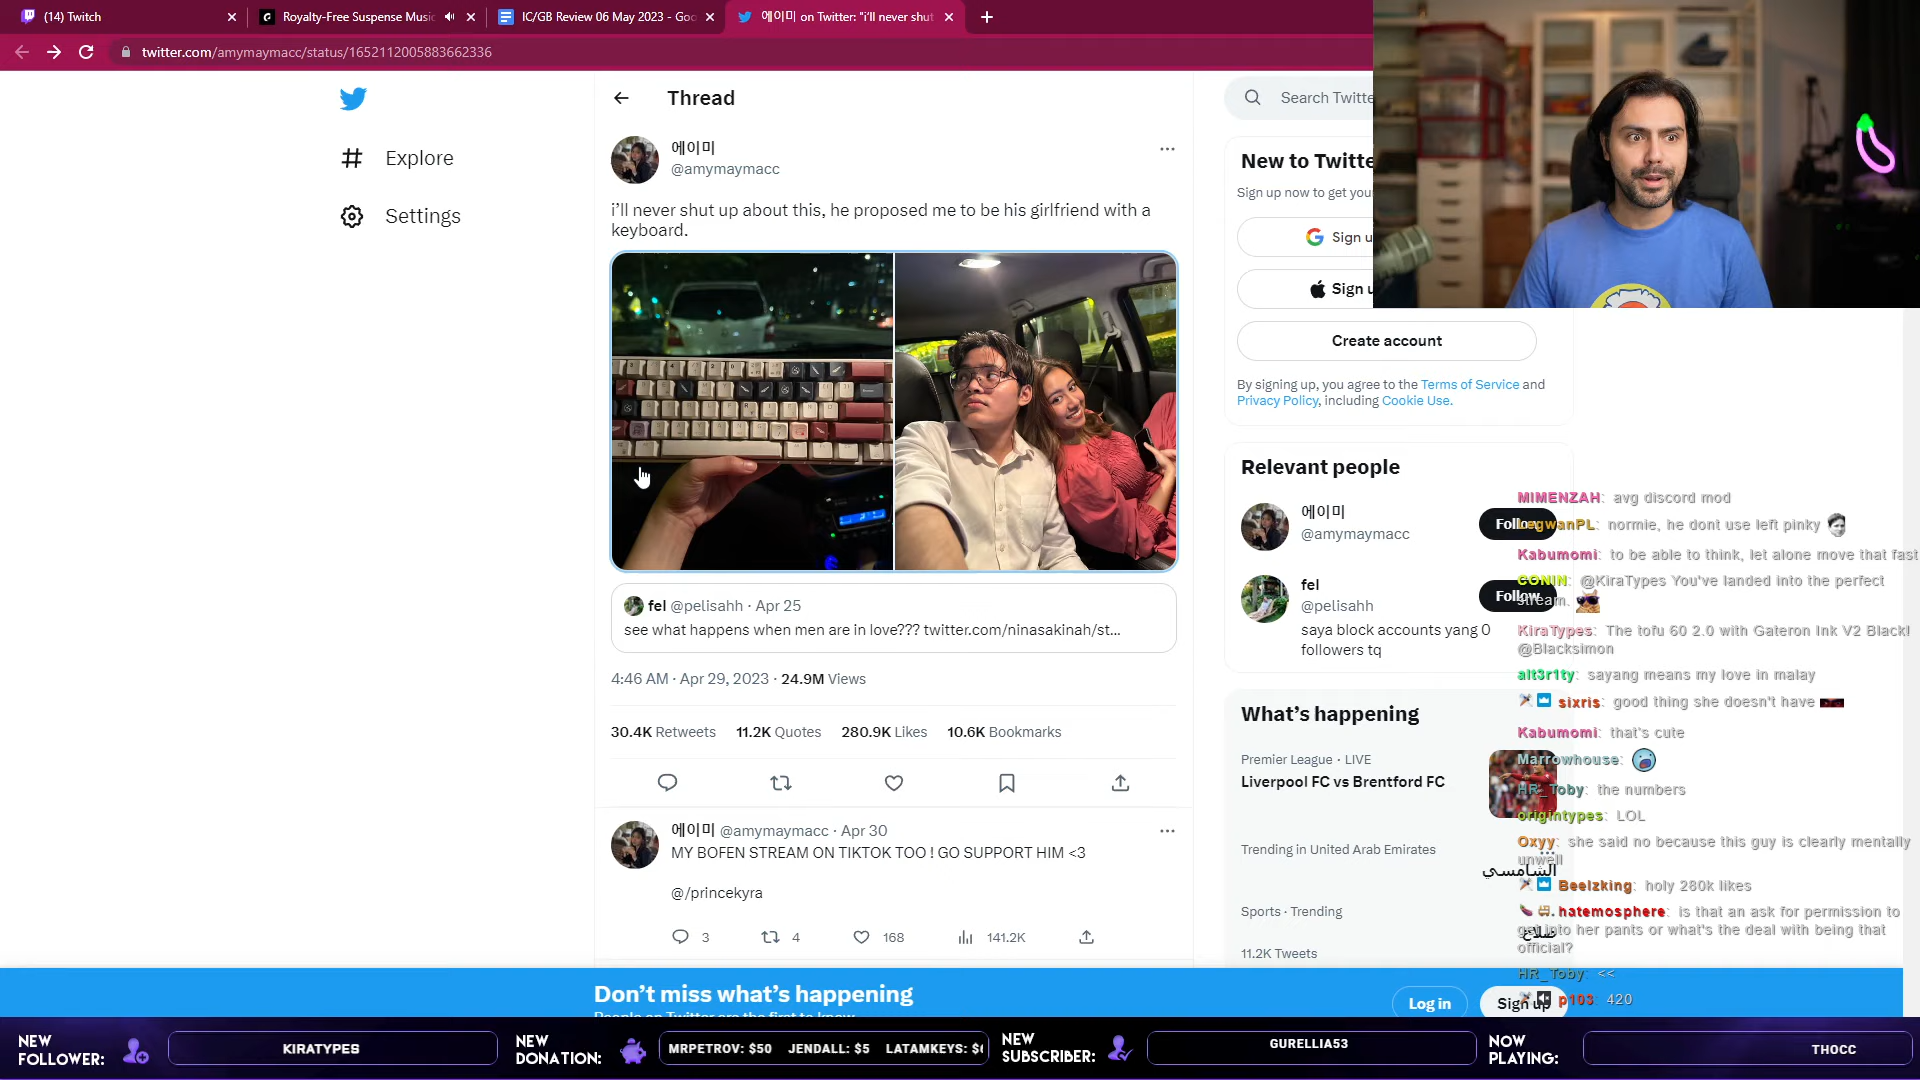 (14) Twitch
Royalty-Free Suspense Music
IC/GB Review 06 May 2023 - Goo
에이미 on Twitter: "i'll never shut
twitter.com/amymaymacc/status/1652112005883662336
Explore
Settings
Thread
에이미
@amymaymacc
i'll never shut up about this, he proposed me to be his girlfriend with a
keyboard.
fel @pelisahh · Apr 25
see what happens when men are in love??? twitter.com/ninasakinah/st...
4:46 AM · Apr 29, 2023 · 24.9M Views
30.4K Retweets 11.2K Quotes 280.9K Likes 10.6K Bookmarks
에이미 @amymaymacc · Apr 30
MY BOFEN STREAM ON TIKTOK TOO ! GO SUPPORT HIM <3
@/princekyra
3 4 168 141.2K
Search Twitte
New to Twitte
Sign up now to get you
Sign u
Sign u
Create account
By signing up, you agree to the Terms of Service and
Privacy Policy, including Cookie Use.
Relevant people
에이미
@amymaymacc
Follow
fel
@pelisahh
Follow
saya block accounts yang 0
followers tq
What's happening
Premier League · LIVE
Liverpool FC vs Brentford FC
Trending in United Arab Emirates
الشامسي
Sports · Trending
صلاح
11.2K Tweets
MIMENZAH: avg discord mod
LegwanPL: normie, he dont use left pinky
Kabumomi: to be able to think, let alone move that fast
CONIN: @KiraTypes You've landed into the perfect
stream.
KiraTypes: The tofu 60 2.0 with Gateron Ink V2 Black!
@Blacksimon
alt3r1ty: sayang means my love in malay
sixris: good thing she doesn't have
Kabumomi: that's cute
Marrowhouse:
HR_Toby: the numbers
origintypes: LOL
Oxyy: she said no because this guy is clearly mentally
unwell
Beelzking: holy 280k likes
hatemosphere: is that an ask for permission to
get into her pants or what's the deal with being that
official?
HR_Toby: <<
p103: 420
Don't miss what's happening
People on Twitter are the first to know.
Log in
Sign up
NEW
FOLLOWER:
KIRATYPES
NEW
DONATION:
MRPETROV: $50 JENDALL: $5 LATAMKEYS: $
NEW
SUBSCRIBER:
GURELLIA53
NOW
PLAYING:
THOCC